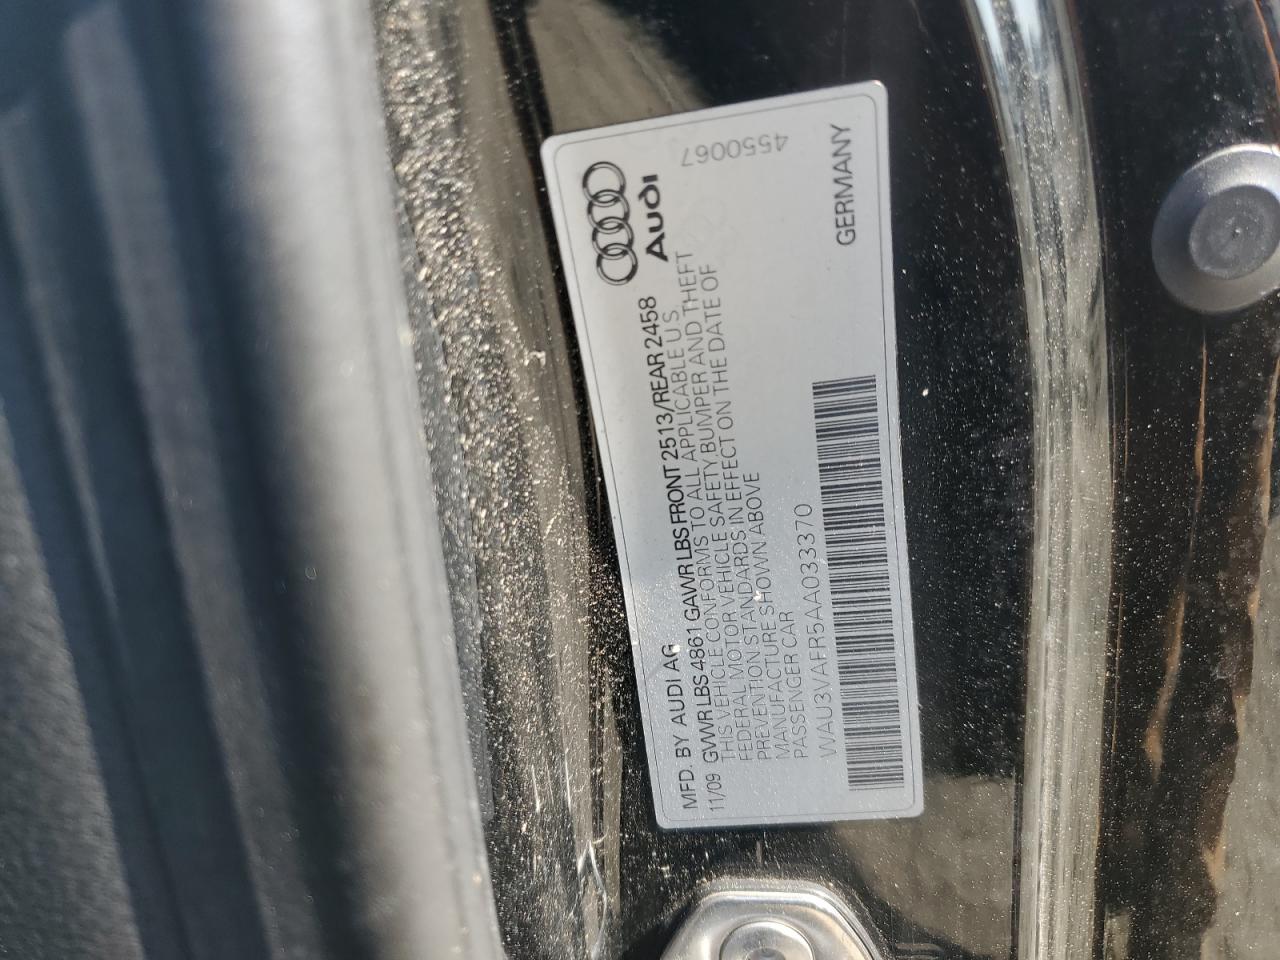 Audi
4550067
MFD. BY AUDI AG
11/09 GVWR LBS 4861 GAWR LBS FRONT 2513/REAR 2458
THIS VEHICLE CONFORMS TO ALL APPLICABLE U.S.
FEDERAL MOTOR VEHICLE SAFETY, BUMPER AND THEFT
PREVENTION STANDARDS IN EFFECT ON THE DATE OF
MANUFACTURE SHOWN ABOVE
PASSENGER CAR
WAU3VAFR5AA033370
GERMANY